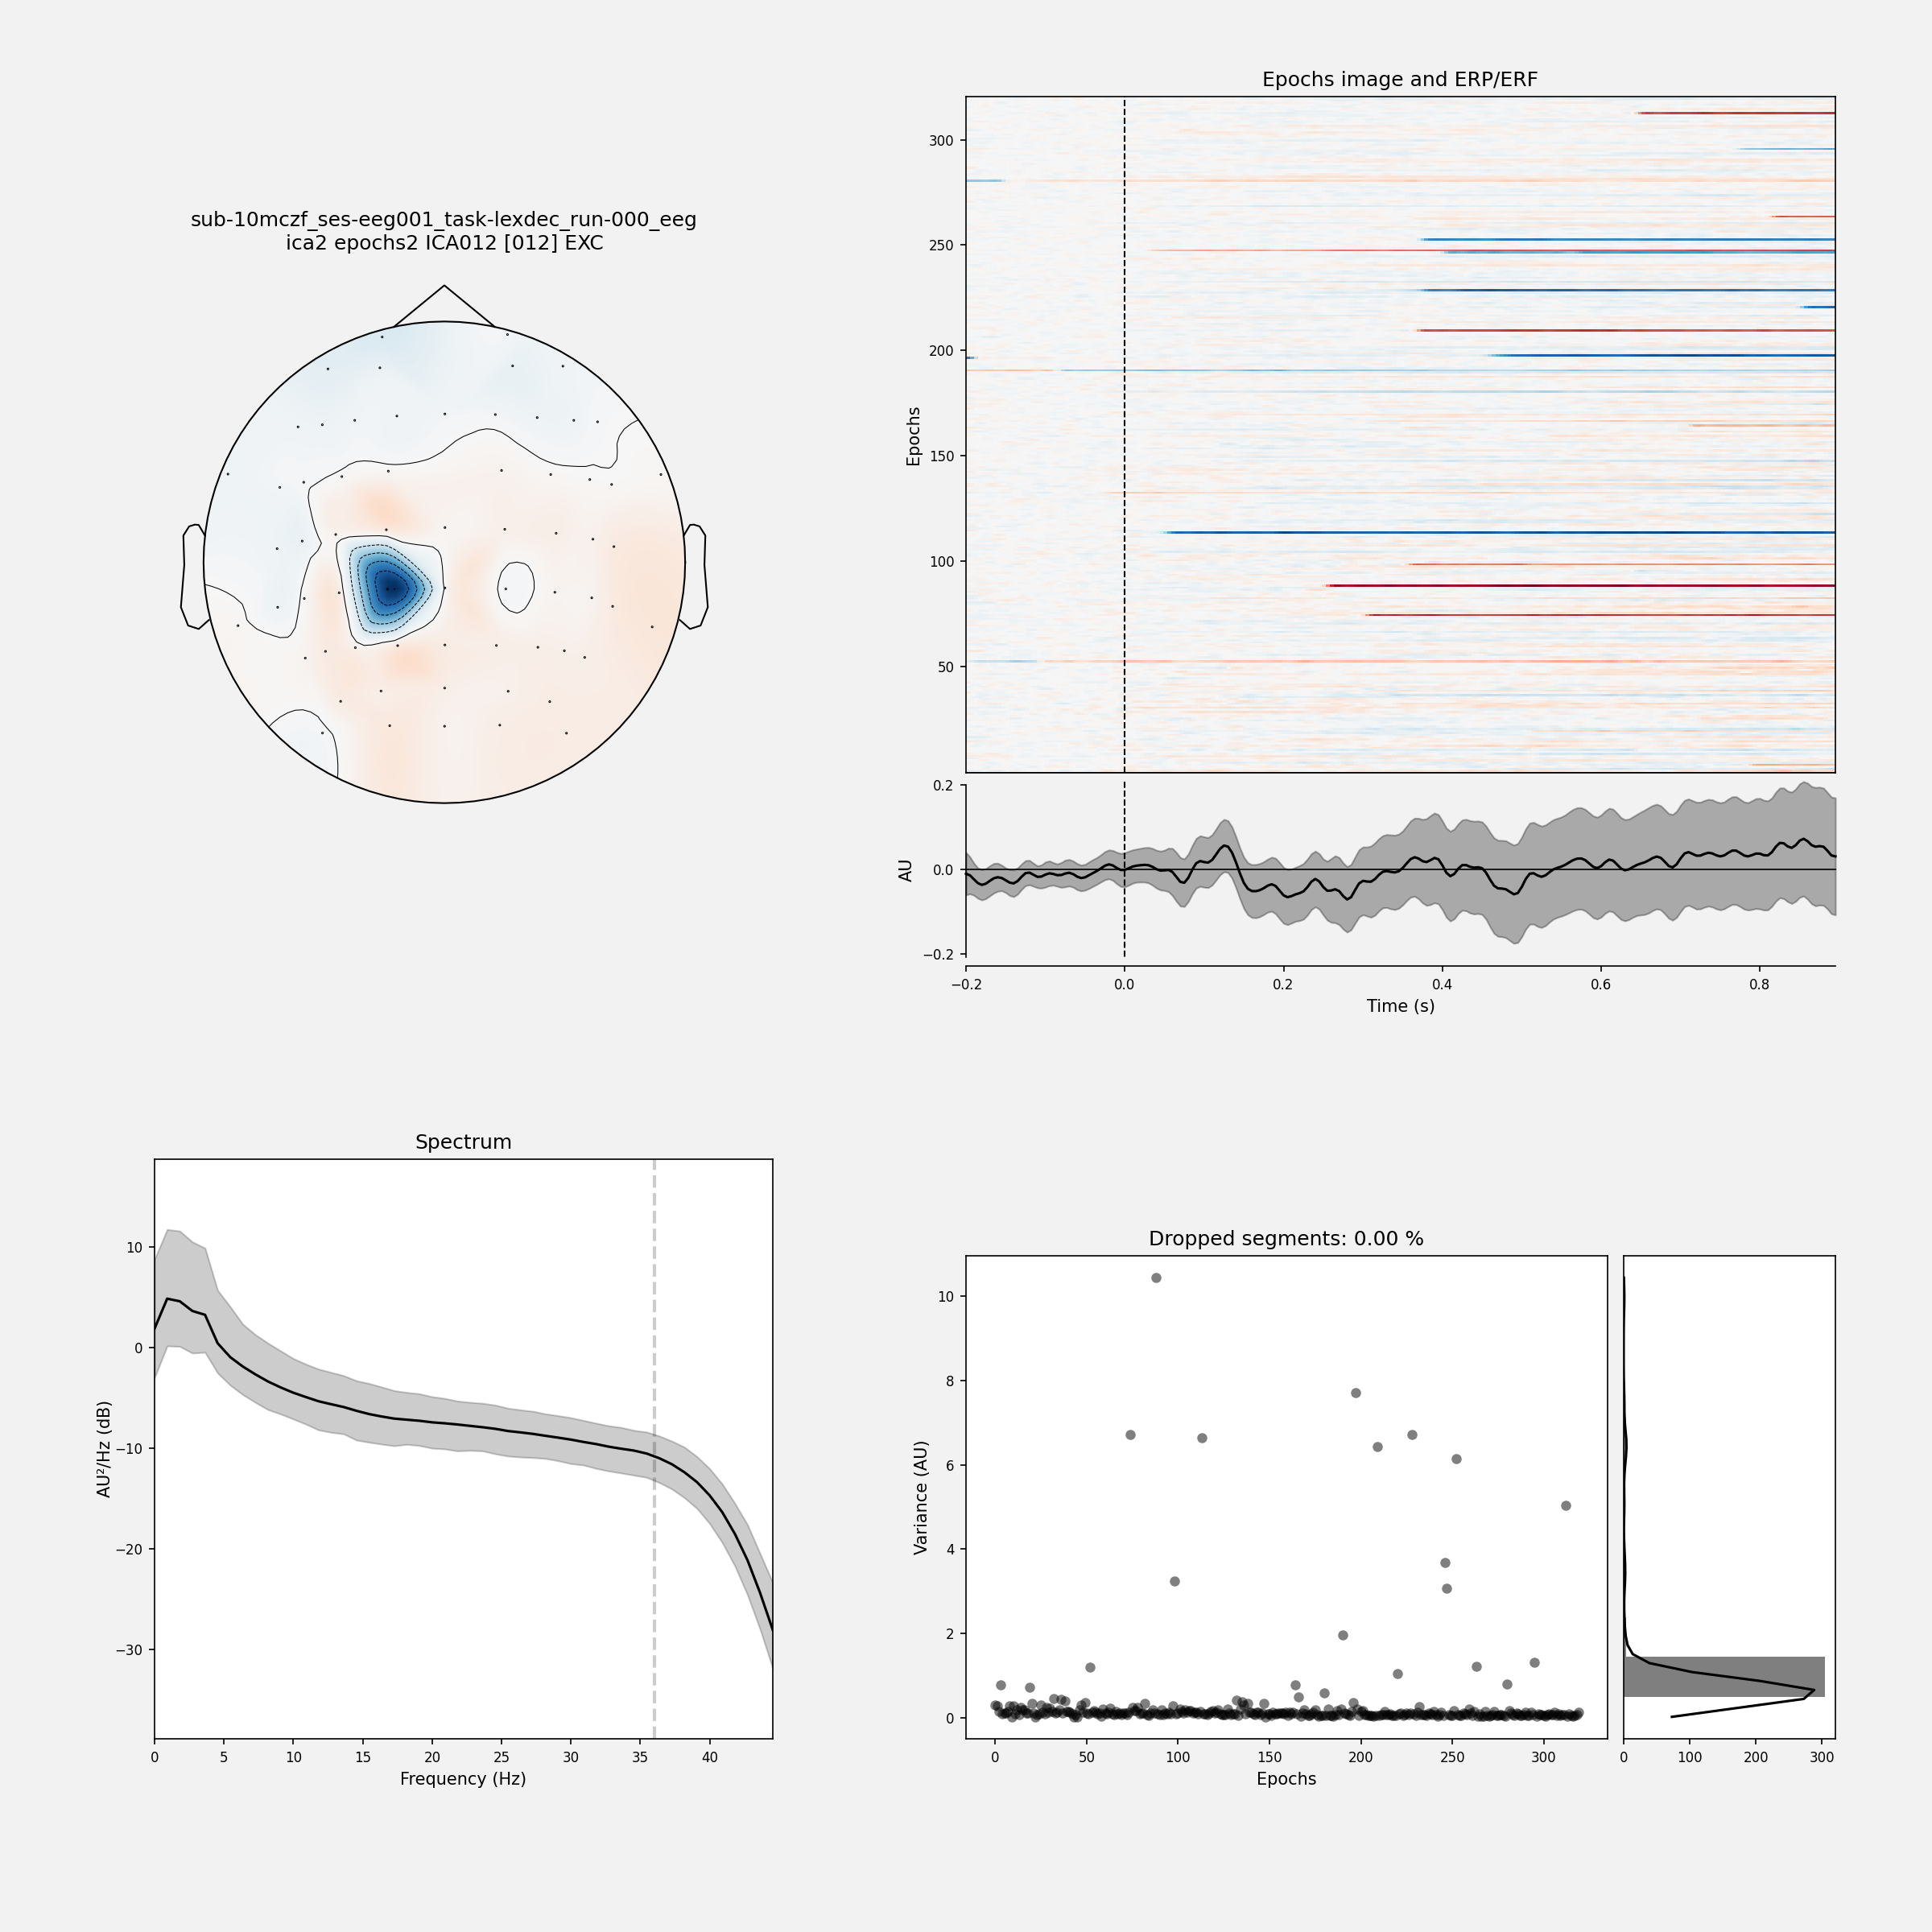 sub-10mczf_ses-eeg001_task-lexdec_run-000_eeg
ica2 epochs2 ICA012 [012] EXC
Epochs image and ERP/ERF
Epochs
300
250
200
150
100
50
AU
0.2
0.0
−0.2
−0.2 0.0 0.2 0.4 0.6 0.8
Time (s)
Spectrum
AU²/Hz (dB)
10
0
−10
−20
−30
0 5 10 15 20 25 30 35 40
Frequency (Hz)
Dropped segments: 0.00 %
Variance (AU)
10
8
6
4
2
0
0 50 100 150 200 250 300
Epochs
0 100 200 300